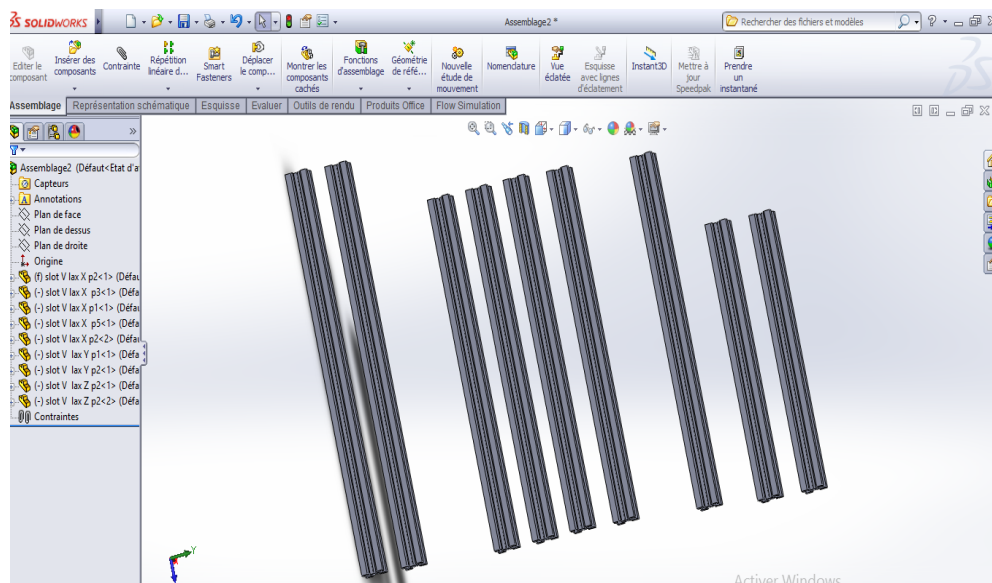 SOLIDWORKS
Assemblage2 *
Rechercher des fichiers et modèles
Editer le composant
Insérer des composants
Contrainte
Répétition linéaire d...
Smart Fasteners
Déplacer le comp...
Montrer les composants cachés
Fonctions d'assemblage
Géométrie de réfé...
Nouvelle étude de mouvement
Nomenclature
Vue éclatée
Esquisse avec lignes d'éclatement
Instant3D
Mettre à jour Speedpak
Prendre un instantané
Assemblage
Représentation schématique
Esquisse
Evaluer
Outils de rendu
Produits Office
Flow Simulation
Assemblage2 (Défaut<Etat d'a
Capteurs
Annotations
Plan de face
Plan de dessus
Plan de droite
Origine
(f) slot V lax X p2<1> (Défau
(-) slot V lax X p3<1> (Défa
(-) slot V lax X p1<1> (Défa
(-) slot V lax X p5<1> (Défa
(-) slot V lax X p2<2> (Défa
(-) slot V lax Y p1<1> (Défa
(-) slot V lax Y p2<1> (Défa
(-) slot V lax Z p2<1> (Défa
(-) slot V lax Z p2<2> (Défa
Contraintes
Y
Activer Windows